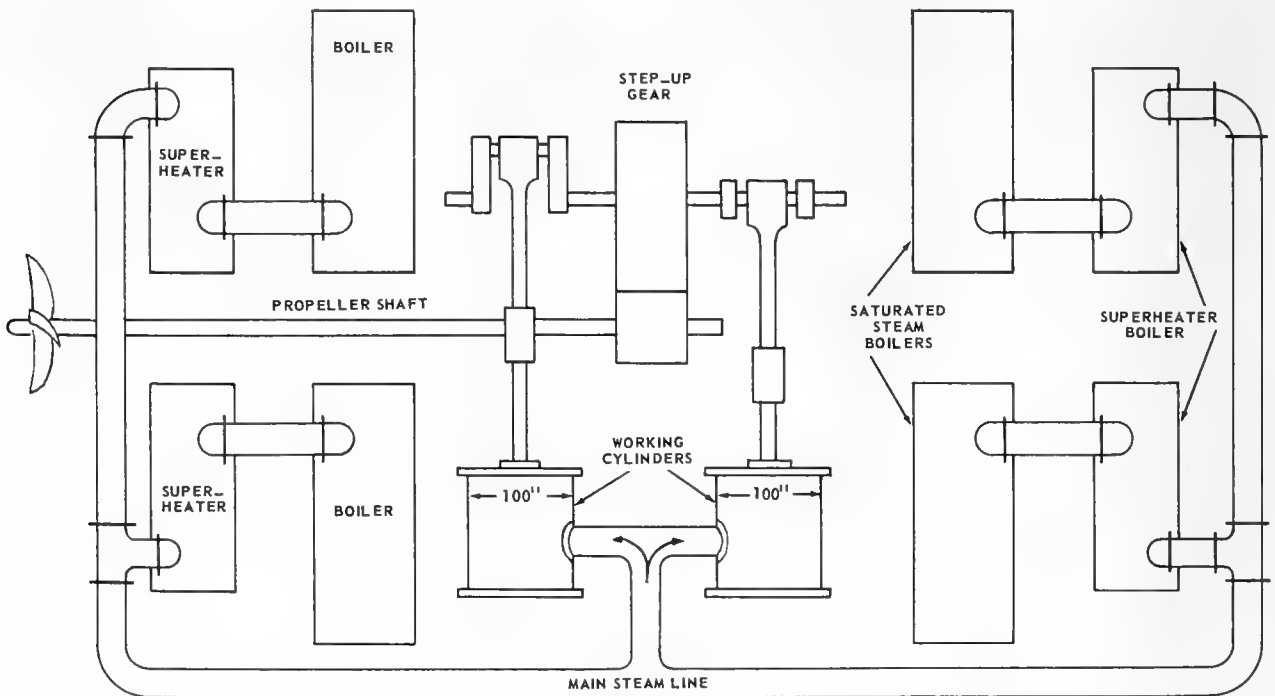 BOILER
STEP-UP
GEAR
SUPER-
HEATER
PROPELLER SHAFT
SATURATED
STEAM
BOILERS
SUPERHEATER
BOILER
WORKING
CYLINDERS
SUPER-
HEATER
BOILER
100"
100"
MAIN STEAM LINE